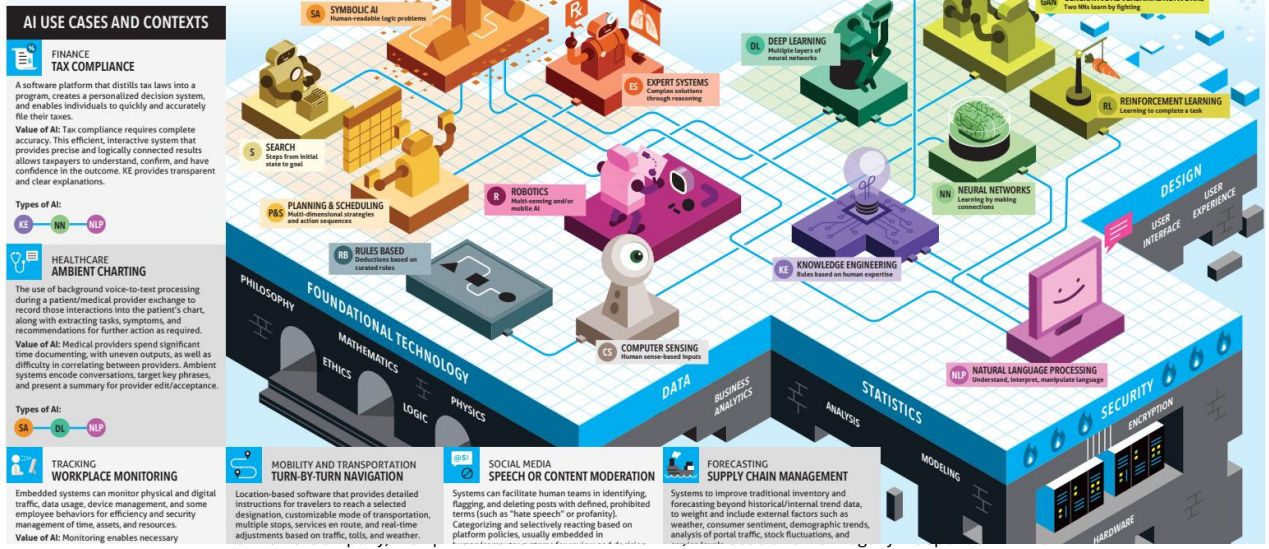 AI USE CASES AND CONTEXTS
FINANCE
TAX COMPLIANCE
A software platform that distills tax laws into a
program, creates a personalized decision system,
and enables individuals to quickly and accurately
file their taxes.
Value of AI: Tax compliance requires complete
accuracy. This efficient, interactive system that
provides precise and logically connected results
allows taxpayers to understand, confirm, and have
confidence in the outcome. KE provides transparent
and clear explanations.
Types of AI:
KE NN NLP
HEALTHCARE
AMBIENT CHARTING
The use of background voice-to-text processing
during a patient/medical provider exchange to
record those interactions into the patient's chart,
along with extracting tasks, symptoms, and
recommendations for further action as required.
Value of AI: Medical providers spend significant
time documenting, with uneven outputs, as well as
difficulty in correlating between providers. Ambient
systems encode conversations, target key phrases,
and present a summary for provider edit/acceptance.
Types of AI:
SA DL NLP
TRACKING
WORKPLACE MONITORING
Embedded systems can monitor physical and digital
traffic, data usage, device management, and some
employee behaviors for efficiency and security
management of time, assets, and resources.
Value of AI: Monitoring enables necessary
MOBILITY AND TRANSPORTATION
TURN-BY-TURN NAVIGATION
Location-based software that provides detailed
instructions for travelers to reach a selected
designation, customizable mode of transportation,
multiple stops, services en route, and real-time
adjustments based on traffic, tolls, and weather.
@$!
SOCIAL MEDIA
SPEECH OR CONTENT MODERATION
Systems can facilitate human teams in identifying,
flagging, and deleting posts with defined, prohibited
terms (such as "hate speech" or profanity).
Categorizing and selectively reacting based on
platform policies, usually embedded in
FORECASTING
SUPPLY CHAIN MANAGEMENT
Systems to improve traditional inventory and
forecasting beyond historical/internal trend data,
to weight and include external factors such as
weather, consumer sentiment, demographic trends,
analysis of portal traffic, stock fluctuations, and
SA SYMBOLIC AI
Human-readable logic problems
Rx
ES EXPERT SYSTEMS
Complex solutions
through reasoning
DL DEEP LEARNING
Multiple layers of
neural networks
GAN
Two NNs learn by fighting
RL REINFORCEMENT LEARNING
Learning to complete a task
S SEARCH
Steps from initial
state to goal
P&S PLANNING & SCHEDULING
Multi-dimensional strategies
and action sequences
R ROBOTICS
Multi-sensing and/or
mobile AI
NN NEURAL NETWORKS
Learning by making
connections
RB RULES BASED
Deductions based on
curated rules
KE KNOWLEDGE ENGINEERING
Rules based on human expertise
CS COMPUTER SENSING
Human sense-based inputs
NLP NATURAL LANGUAGE PROCESSING
Understand, interpret, manipulate language
FOUNDATIONAL TECHNOLOGY
PHILOSOPHY
MATHEMATICS
ETHICS
LOGIC
PHYSICS
DATA
BUSINESS
ANALYTICS
STATISTICS
ANALYSIS
MODELING
SECURITY
ENCRYPTION
HARDWARE
DESIGN
USER
INTERFACE
USER
EXPERIENCE